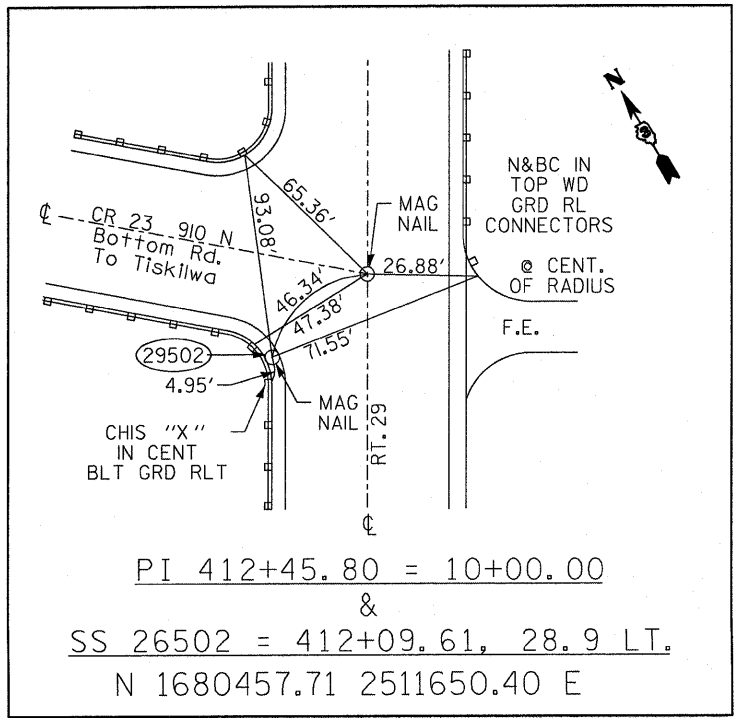 N
N&BC IN
TOP WD
GRD RL
CONNECTORS
@ CENT.
OF RADIUS
MAG
NAIL
65.36'
93.08'
℄ CR 23 910 N
Bottom Rd.
To Tiskilwa
26.88'
46.34'
47.38'
71.55'
F.E.
29502
4.95'
MAG
NAIL
RT. 29
CHIS "X"
IN CENT
BLT GRD RLT
℄
PI 412+45.80 = 10+00.00
&
SS 26502 = 412+09.61, 28.9 LT.
N 1680457.71 2511650.40 E